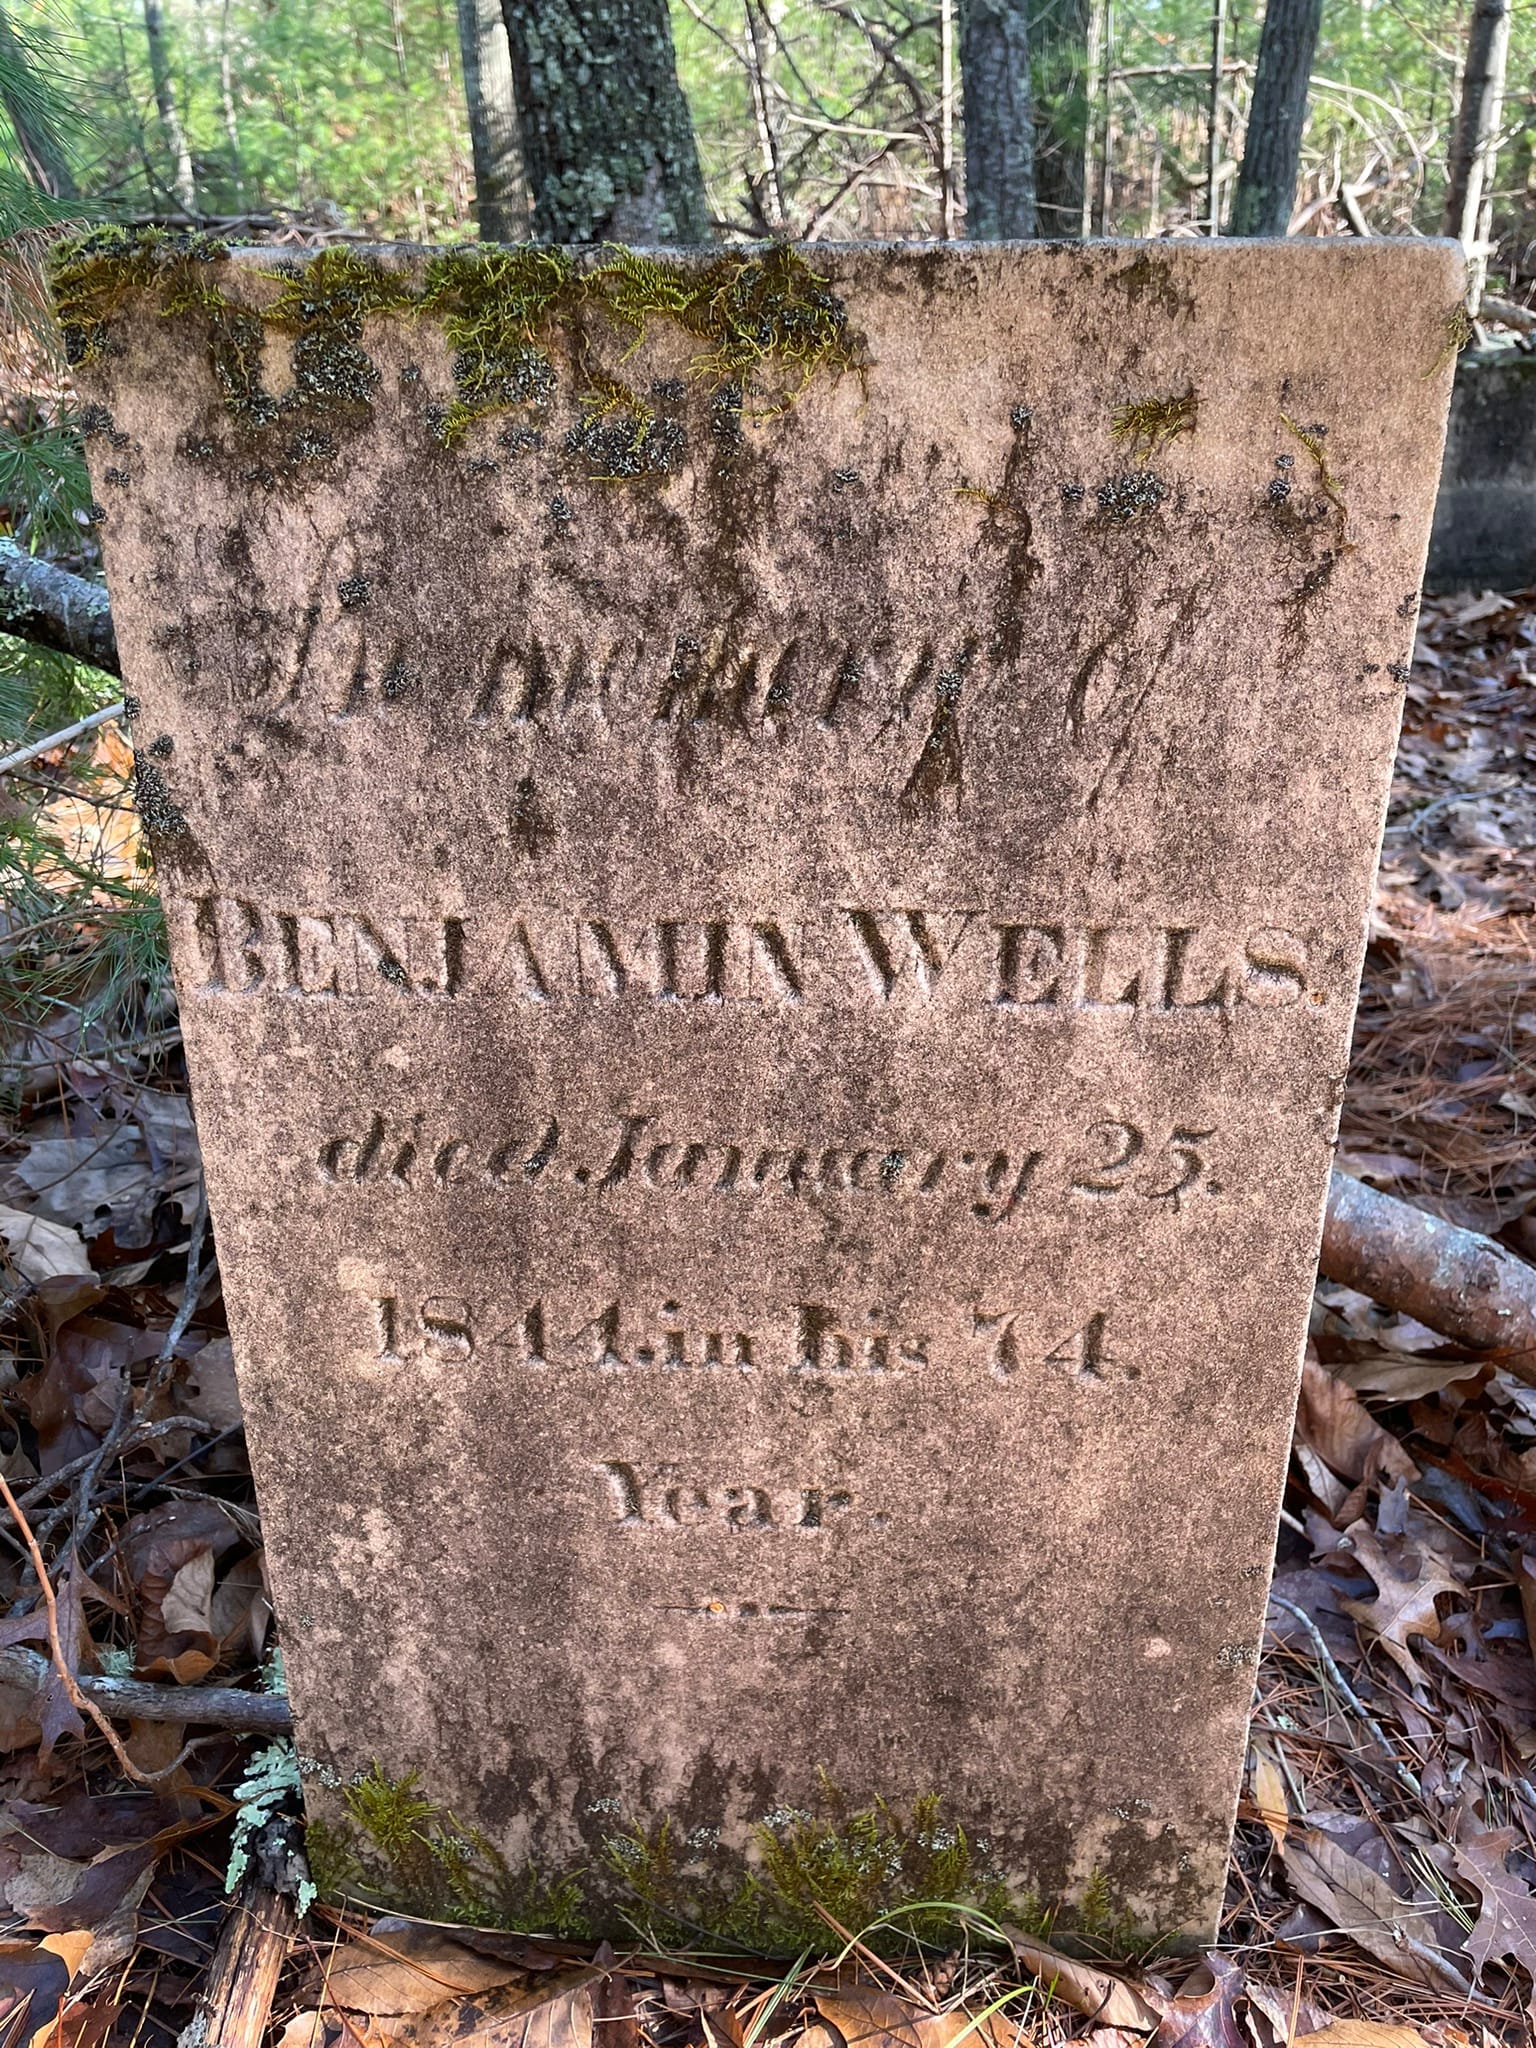 In memory of
BENJAMIN WELLS.
died January 25.
1844. in his 74.
Year.